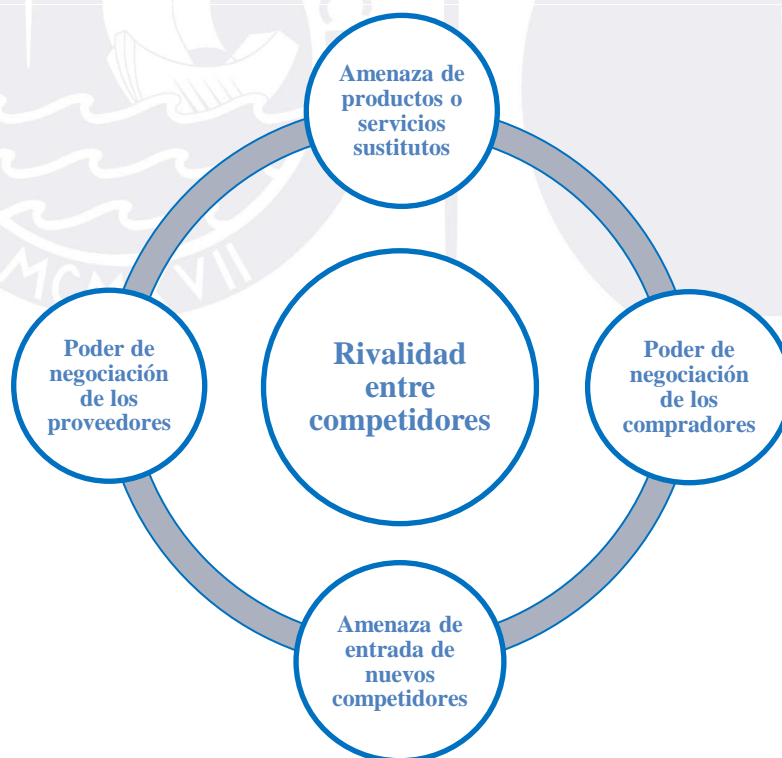 Amenaza de
productos o
servicios
sustitutos
Poder de
negociación
de los
proveedores
Rivalidad
entre
competidores
Poder de
negociación
de los
compradores
Amenaza de
entrada de
nuevos
competidores